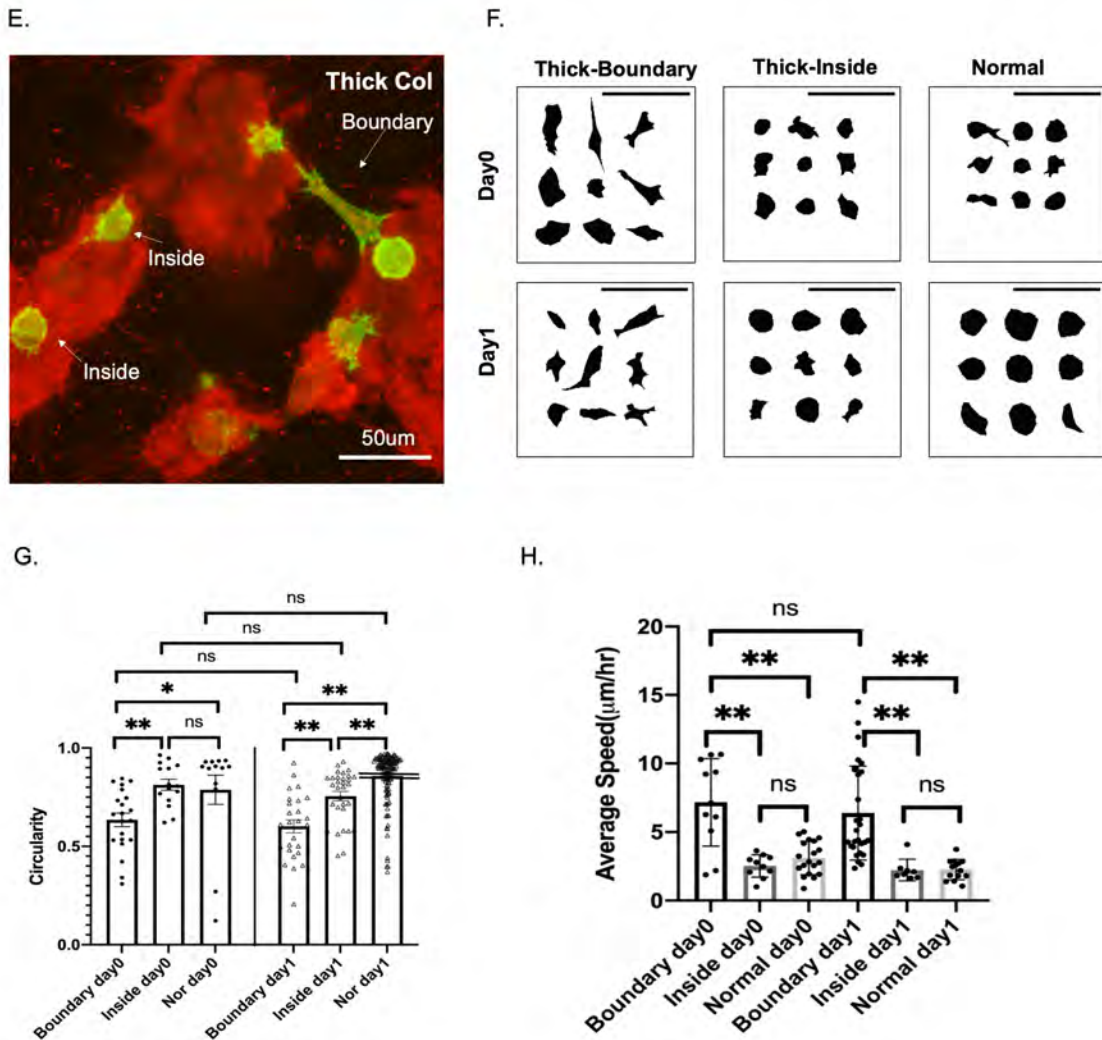 E.
Thick Col
Boundary
Inside
Inside
50um
F.
Thick-Boundary
Thick-Inside
Normal
Day0
Day1
G.
ns
ns
ns
*
**
ns
**
**
**
1.0
0.5
0.0
Circularity
Boundary day0
Inside day0
Nor day0
Boundary day1
Inside day1
Nor day1
H.
ns
**
**
**
**
ns
ns
20
15
10
5
0
Average Speed(μm/hr)
Boundary day0
Inside day0
Normal day0
Boundary day1
Inside day1
Normal day1